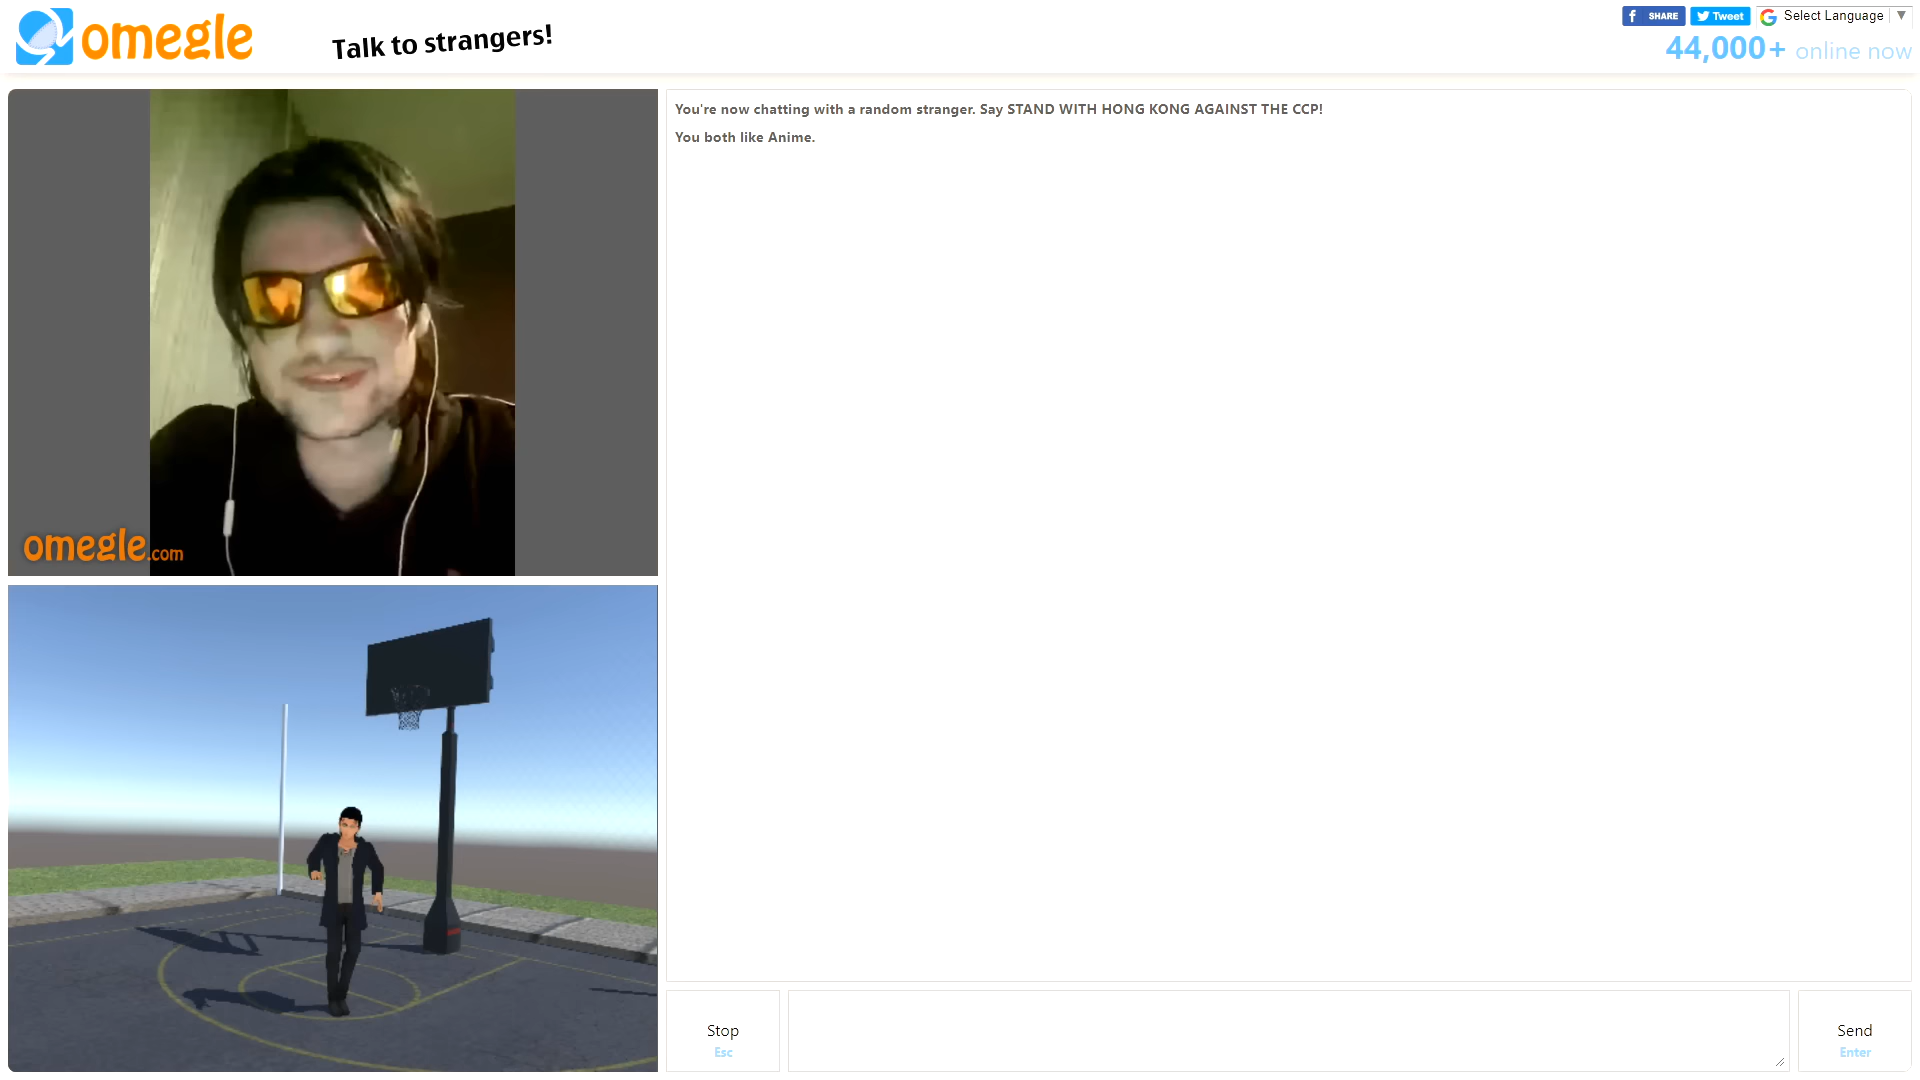 omegle
Talk to strangers!
SHARE
Tweet
Select Language
44,000+ online now
You're now chatting with a random stranger. Say STAND WITH HONG KONG AGAINST THE CCP!
You both like Anime.
omegle.com
Stop
Esc
Send
Enter